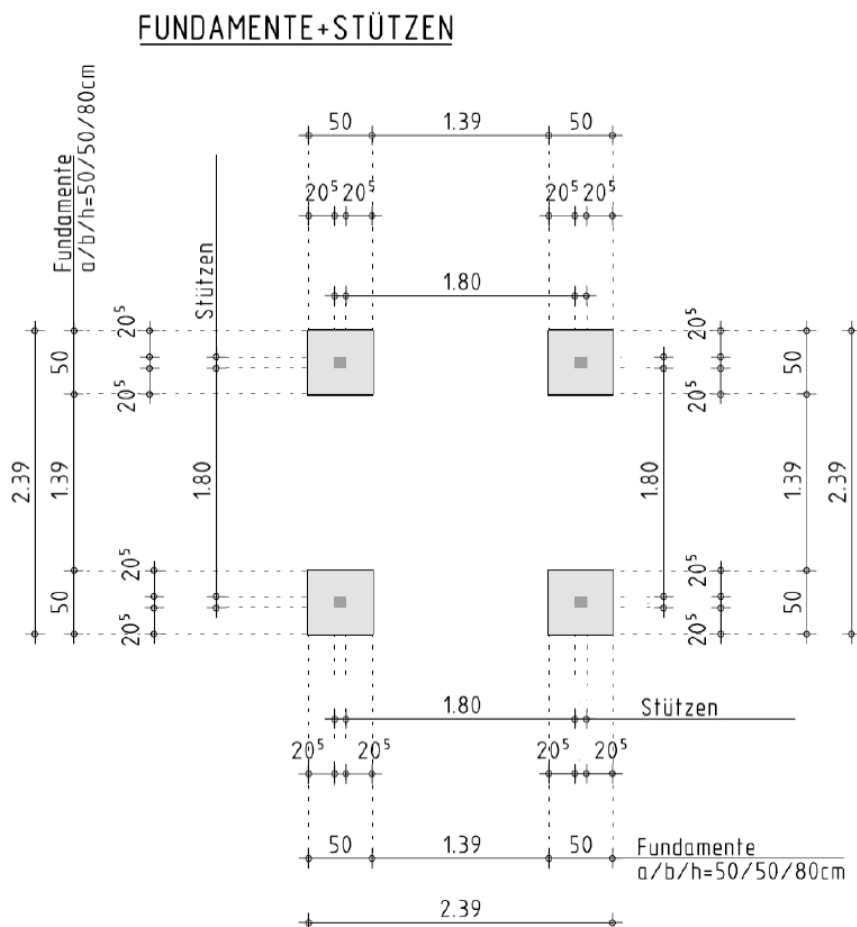 FUNDAMENTE+STÜTZEN
50 1.39 50
20⁵ 20⁵ 20⁵ 20⁵
1.80
Fundamente
a/b/h=50/50/80cm
Stützen
2.39
50
1.39
50
20⁵
20⁵
20⁵
20⁵
1.80
1.80
20⁵
20⁵
20⁵
20⁵
50
1.39
50
2.39
1.80 Stützen
20⁵ 20⁵ 20⁵ 20⁵
50 1.39 50 Fundamente
a/b/h=50/50/80cm
2.39